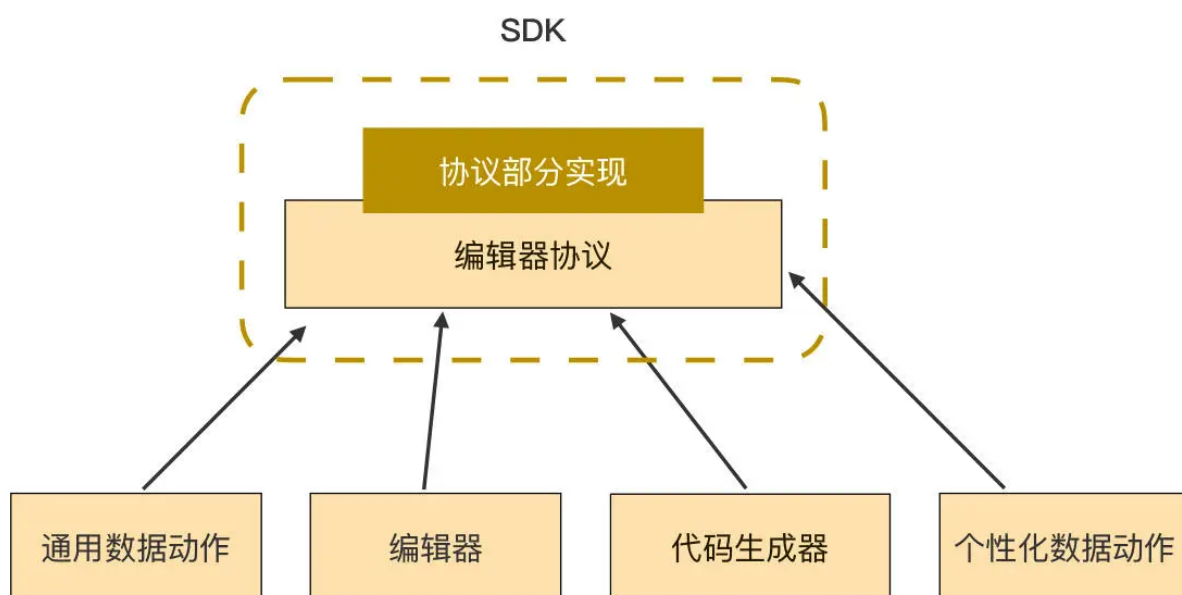 SDK
协议部分实现
编辑器协议
通用数据动作
编辑器
代码生成器
个性化数据动作